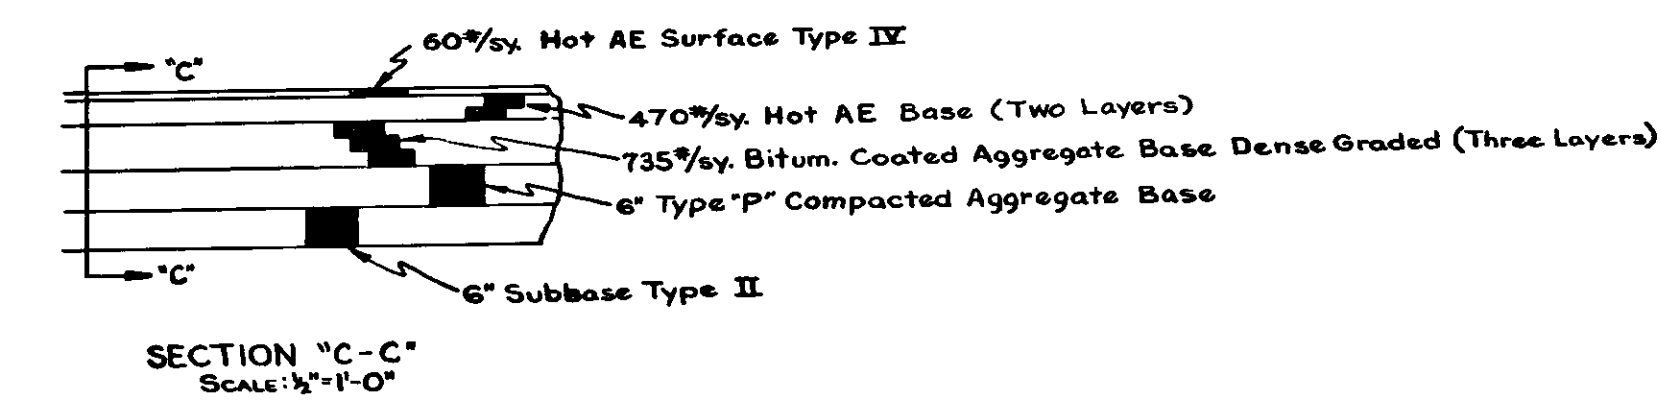 60#/sy. Hot AE Surface Type IV
"C"
470#/sy. Hot AE Base (Two Layers)
735#/sy. Bitum. Coated Aggregate Base Dense Graded (Three Layers)
6" Type "P" Compacted Aggregate Base
"C"
6" Subbase Type II
SECTION "C-C"
SCALE: ½"=1'-0"